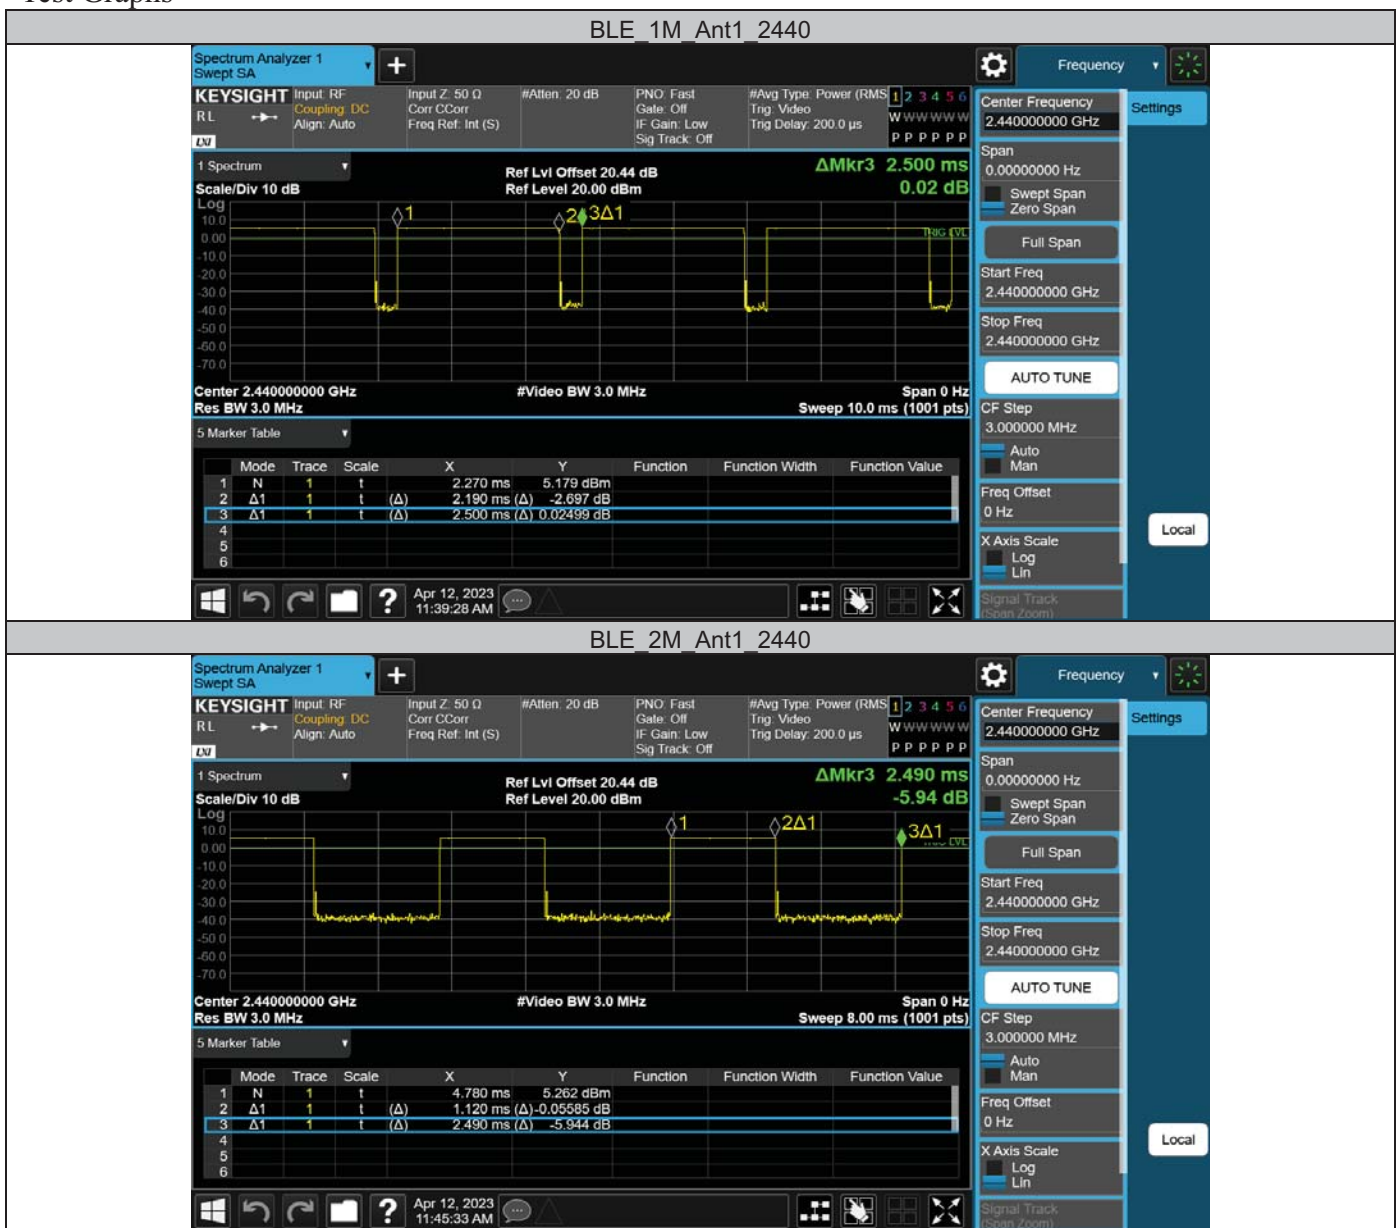 Test Graphs
BLE_1M_Ant1_2440
Spectrum Analyzer 1
Swept SA
+
Frequency
KEYSIGHT
RL
LXI
Input: RF
Coupling: DC
Align: Auto
Input Z: 50 Ω
Corr CCorr
Freq Ref: Int (S)
#Atten: 20 dB
PNO: Fast
Gate: Off
IF Gain: Low
Sig Track: Off
#Avg Type: Power (RMS
Trig: Video
Trig Delay: 200.0 µs
1 2 3 4 5 6
W W W W W W
P P P P P P
Center Frequency
2.440000000 GHz
Settings
1 Spectrum
Scale/Div 10 dB
Ref Lvl Offset 20.44 dB
Ref Level 20.00 dBm
ΔMkr3 2.500 ms
0.02 dB
Span
0.00000000 Hz
Swept Span
Zero Span
Log
10.0
0.00
-10.0
-20.0
-30.0
-40.0
-50.0
-60.0
-70.0
1
2
3Δ1
TRIG LVL
Full Span
Start Freq
2.440000000 GHz
Stop Freq
2.440000000 GHz
AUTO TUNE
Center 2.440000000 GHz
Res BW 3.0 MHz
#Video BW 3.0 MHz
Span 0 Hz
Sweep 10.0 ms (1001 pts)
CF Step
3.000000 MHz
Auto
Man
5 Marker Table
Mode Trace Scale X Y Function Function Width Function Value
1 N 1 t 2.270 ms 5.179 dBm
2 Δ1 1 t (Δ) 2.190 ms (Δ) -2.697 dB
3 Δ1 1 t (Δ) 2.500 ms (Δ) 0.02499 dB
4
5
6
Freq Offset
0 Hz
X Axis Scale
Log
Lin
Local
Signal Track
(Span Zoom)
?
Apr 12, 2023
11:39:28 AM
BLE_2M_Ant1_2440
Spectrum Analyzer 1
Swept SA
+
Frequency
KEYSIGHT
RL
LXI
Input: RF
Coupling: DC
Align: Auto
Input Z: 50 Ω
Corr CCorr
Freq Ref: Int (S)
#Atten: 20 dB
PNO: Fast
Gate: Off
IF Gain: Low
Sig Track: Off
#Avg Type: Power (RMS
Trig: Video
Trig Delay: 200.0 µs
1 2 3 4 5 6
W W W W W W
P P P P P P
Center Frequency
2.440000000 GHz
Settings
1 Spectrum
Scale/Div 10 dB
Ref Lvl Offset 20.44 dB
Ref Level 20.00 dBm
ΔMkr3 2.490 ms
-5.94 dB
Span
0.00000000 Hz
Swept Span
Zero Span
Log
10.0
0.00
-10.0
-20.0
-30.0
-40.0
-50.0
-60.0
-70.0
1
2Δ1
3Δ1
Full Span
Start Freq
2.440000000 GHz
Stop Freq
2.440000000 GHz
AUTO TUNE
Center 2.440000000 GHz
Res BW 3.0 MHz
#Video BW 3.0 MHz
Span 0 Hz
Sweep 8.00 ms (1001 pts)
CF Step
3.000000 MHz
Auto
Man
5 Marker Table
Mode Trace Scale X Y Function Function Width Function Value
1 N 1 t 4.780 ms 5.262 dBm
2 Δ1 1 t (Δ) 1.120 ms (Δ) -0.05585 dB
3 Δ1 1 t (Δ) 2.490 ms (Δ) -5.944 dB
4
5
6
Freq Offset
0 Hz
X Axis Scale
Log
Lin
Local
Signal Track
(Span Zoom)
?
Apr 12, 2023
11:45:33 AM